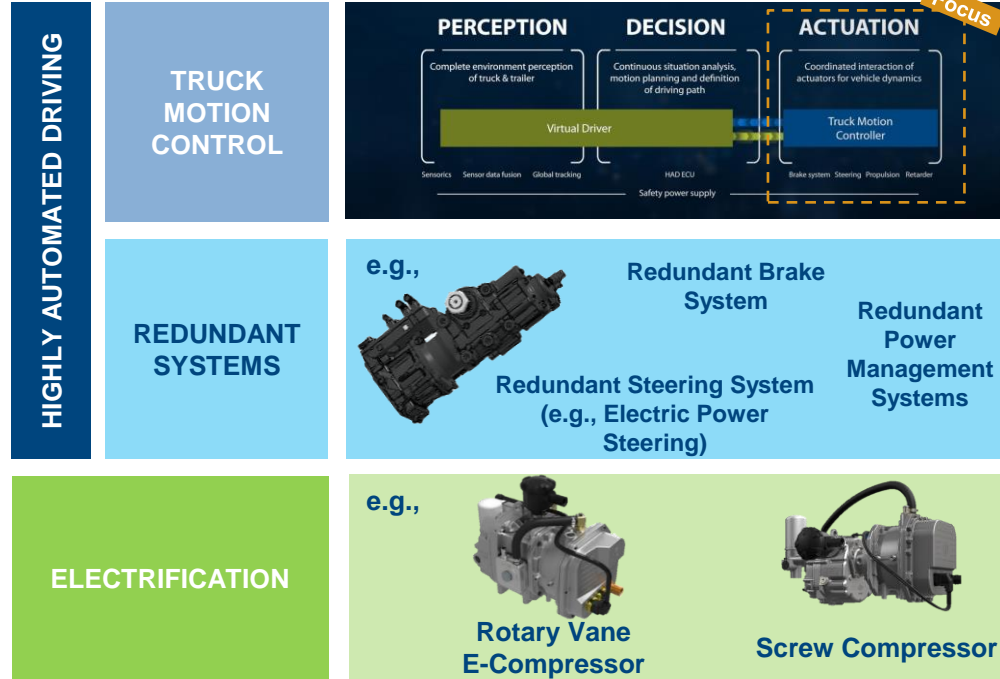 HIGHLY AUTOMATED DRIVING
TRUCK
MOTION
CONTROL
Focus
PERCEPTION
Complete environment perception
of truck & trailer
DECISION
Continuous situation analysis,
motion planning and definition
of driving path
ACTUATION
Coordinated interaction of
actuators for vehicle dynamics
Virtual Driver
Truck Motion
Controller
Sensorics Sensor data fusion Global tracking
HAD ECU
Brake system Steering Propulsion Retarder
Safety power supply
REDUNDANT
SYSTEMS
e.g.,
Redundant Brake
System
Redundant
Power
Management
Systems
Redundant Steering System
(e.g., Electric Power
Steering)
ELECTRIFICATION
e.g.,
Rotary Vane
E-Compressor
Screw Compressor